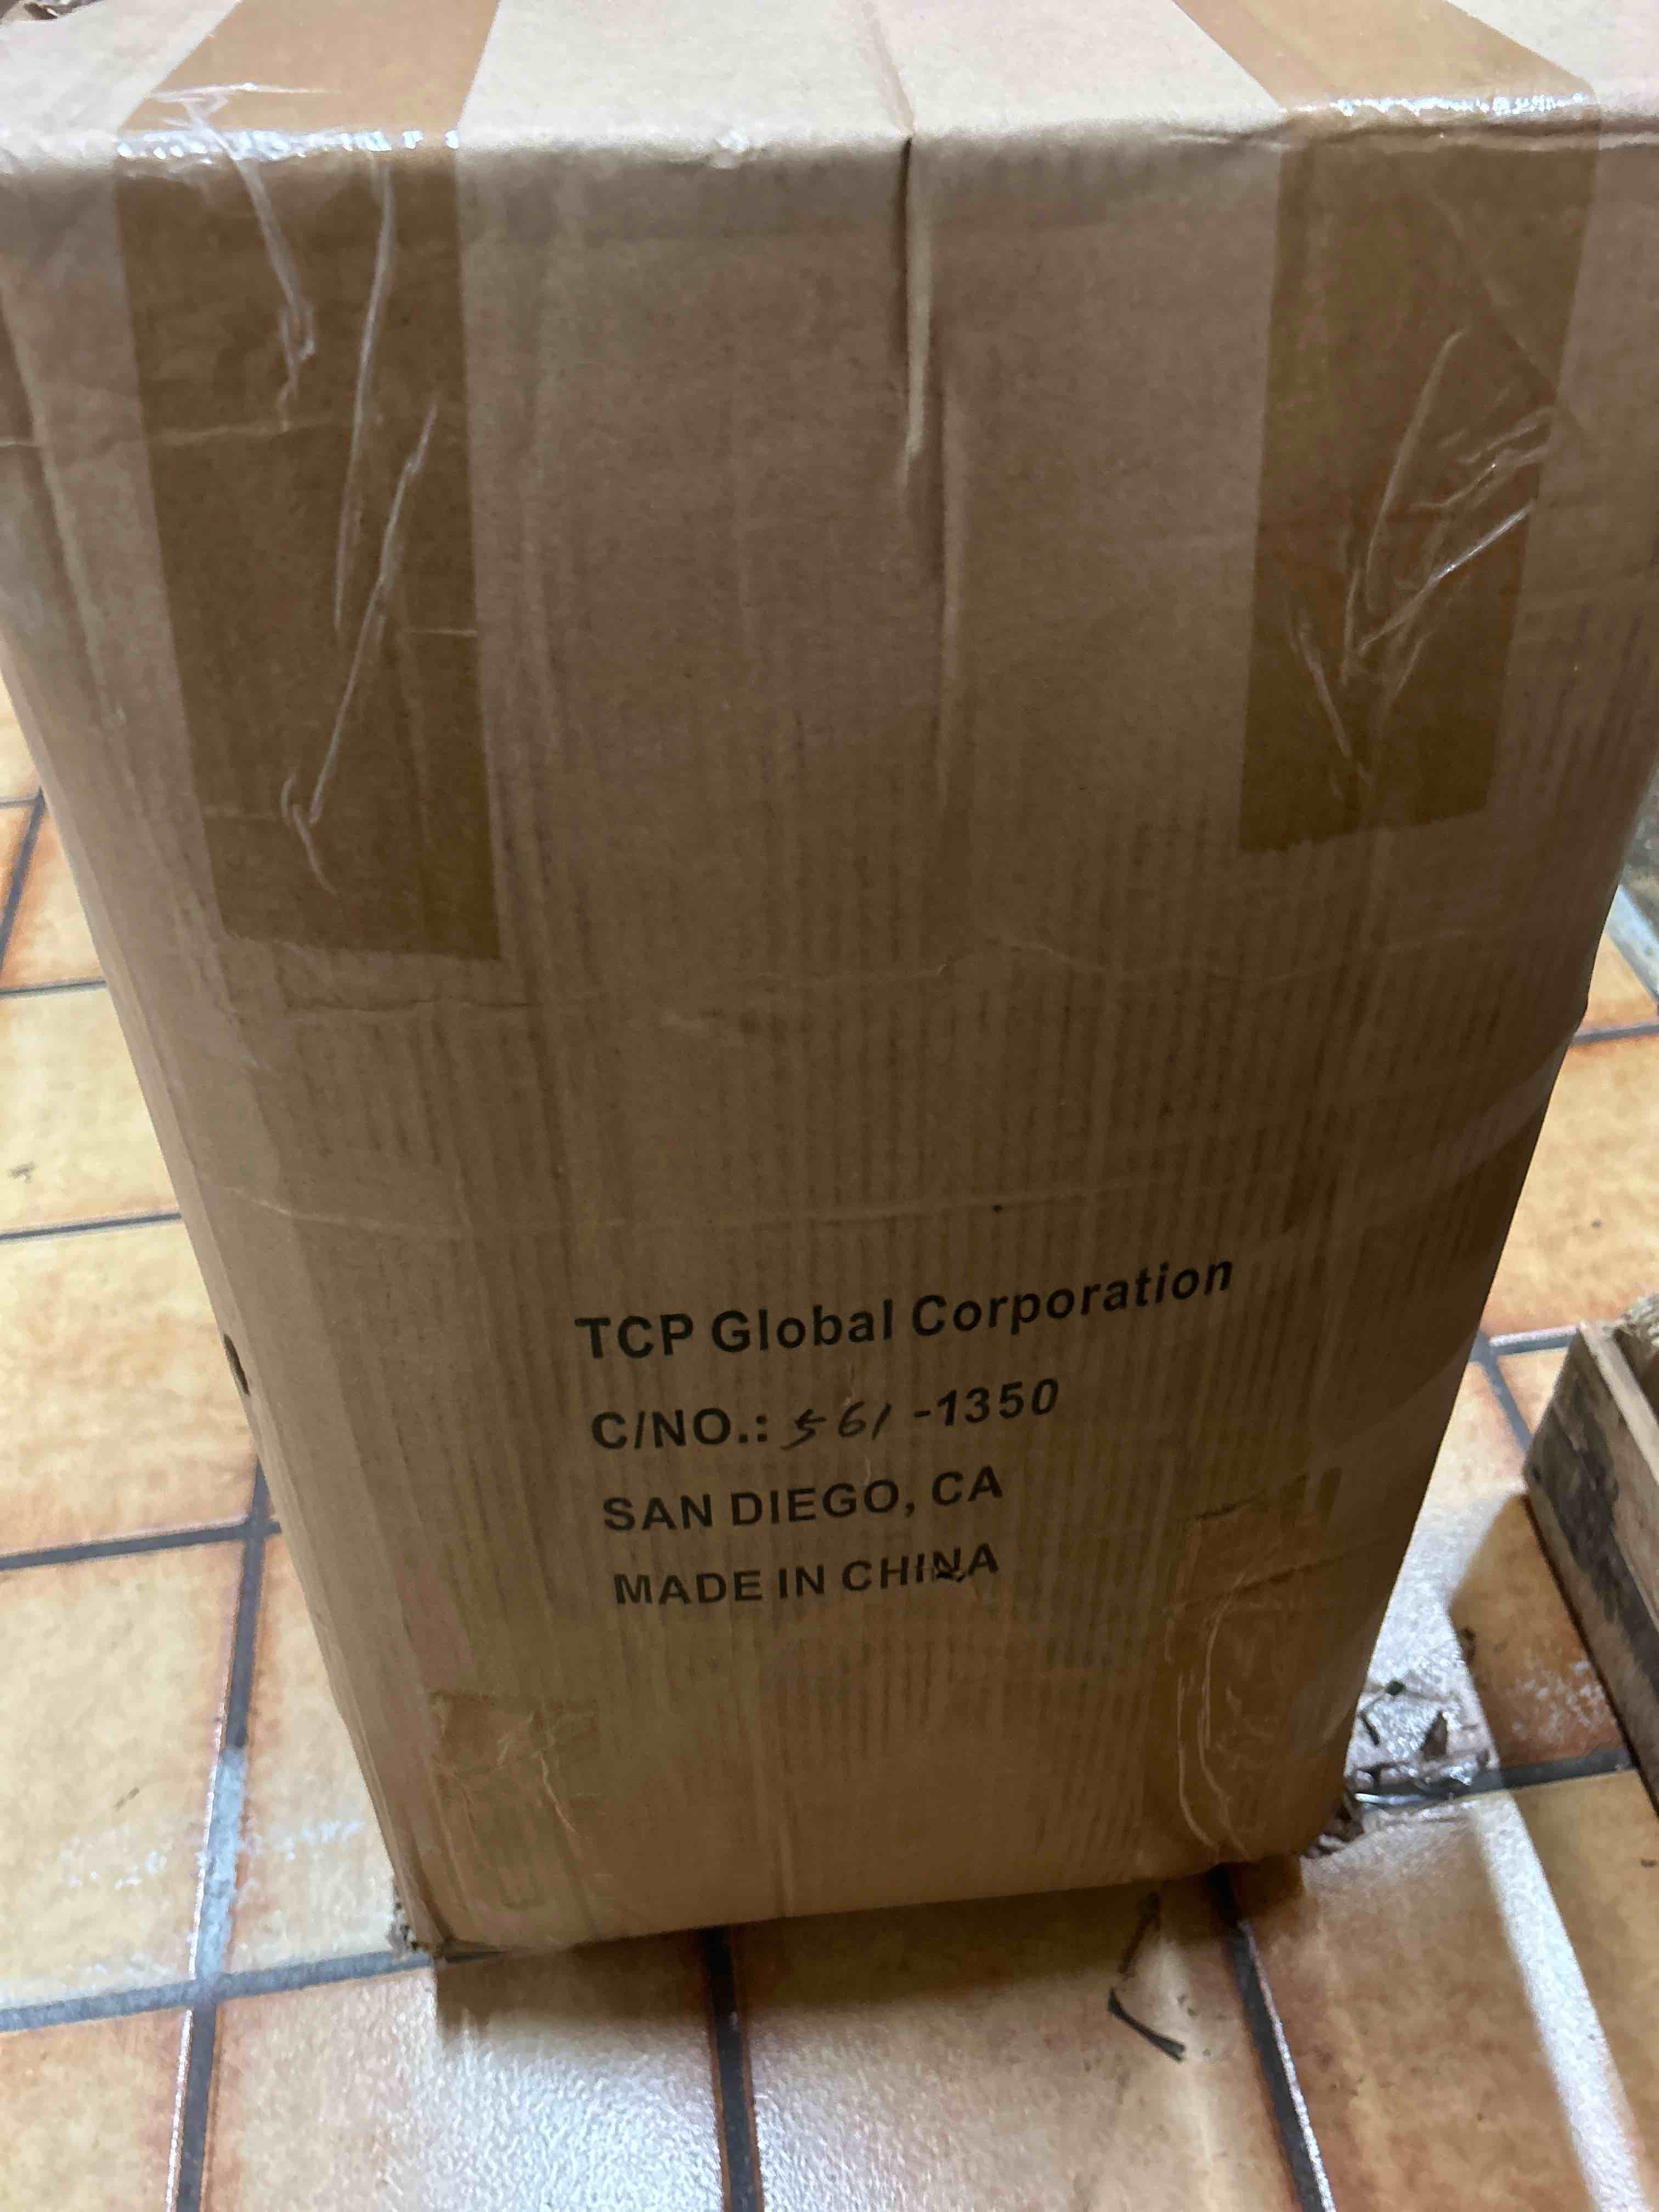 TCP Global Corporation
C/NO.: 561 -1350
SAN DIEGO, CA
MADE IN CHINA